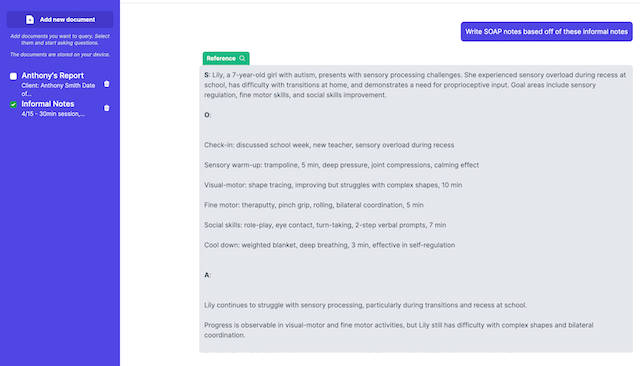 Add new document
Add documents you want to query. Select
them and start asking questions.
The documents are stored on your device.
Anthony's Report
Client: Anthony Smith Date
of...
Informal Notes
4/15 - 30min session,...
Write SOAP notes based off of these informal notes
Reference
S: Lily, a 7-year-old girl with autism, presents with sensory processing challenges. She experienced sensory overload during recess at
school, has difficulty with transitions at home, and demonstrates a need for proprioceptive input. Goal areas include sensory
regulation, fine motor skills, and social skills improvement.
O:
Check-in: discussed school week, new teacher, sensory overload during recess
Sensory warm-up: trampoline, 5 min, deep pressure, joint compressions, calming effect
Visual-motor: shape tracing, improving but struggles with complex shapes, 10 min
Fine motor: theraputty, pinch grip, rolling, bilateral coordination, 5 min
Social skills: role-play, eye contact, turn-taking, 2-step verbal prompts, 7 min
Cool down: weighted blanket, deep breathing, 3 min, effective in self-regulation
A:
Lily continues to struggle with sensory processing, particularly during transitions and recess at school.
Progress is observable in visual-motor and fine motor activities, but Lily still has difficulty with complex shapes and bilateral
coordination.